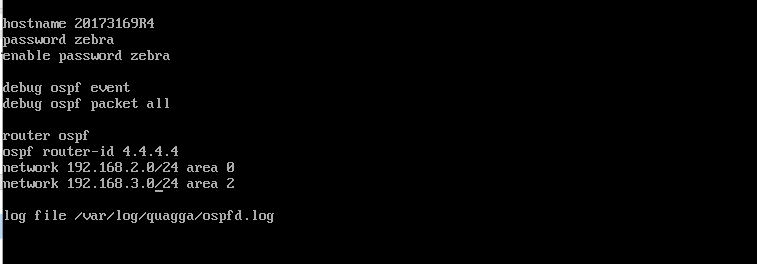 hostname 20173169R4
password zebra
enable password zebra
debug ospf event
debug ospf packet all
router ospf
ospf router-id 4.4.4.4
network 192.168.2.0/24 area 0
network 192.168.3.0/24 area 2
log file /var/log/quagga/ospfd.log